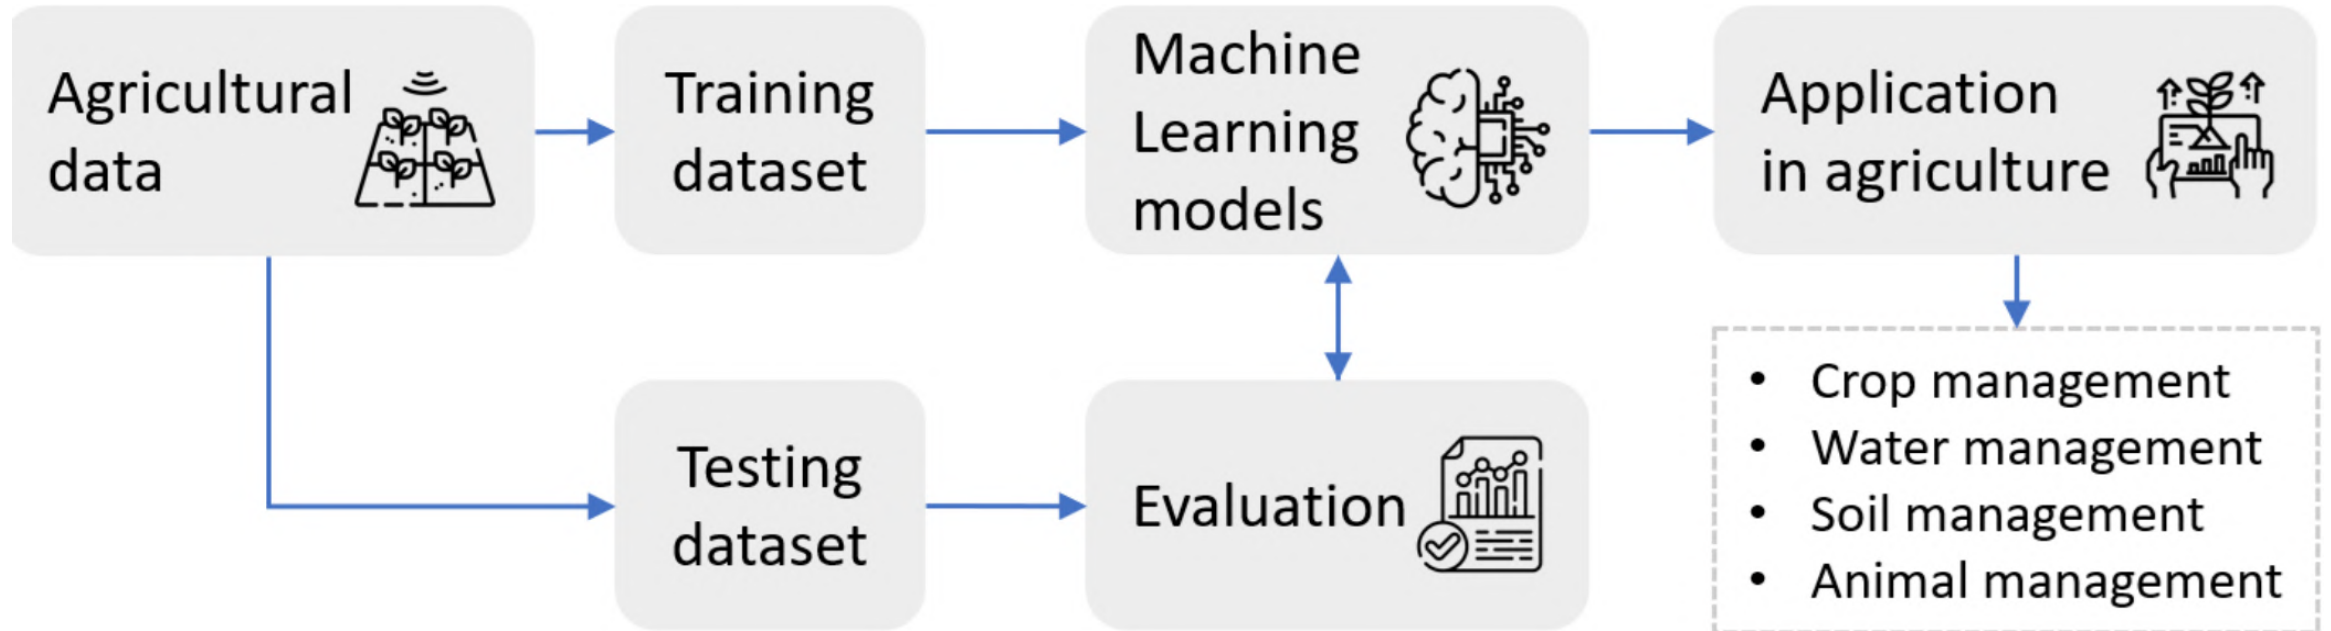 Agricultural
data
Training
dataset
Machine
Learning
models
Application
in agriculture
Testing
dataset
Evaluation
• Crop management
• Water management
• Soil management
• Animal management